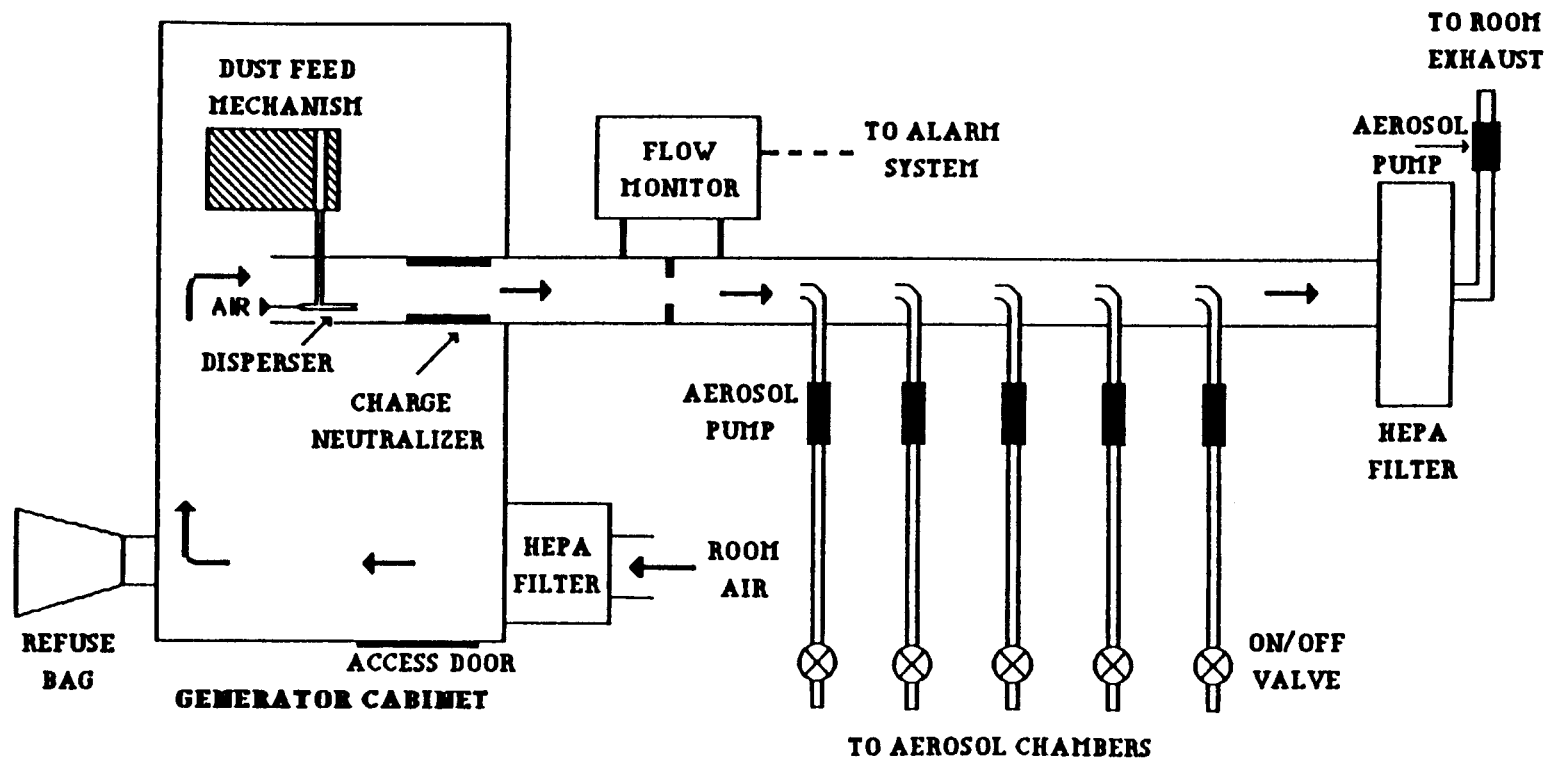 TO ROOM
EXHAUST
DUST FEED
MECHANISM
AEROSOL
PUMP
FLOW
MONITOR
TO ALARM
SYSTEM
AIR
DISPERSER
CHARGE
NEUTRALIZER
AEROSOL
PUMP
HEPA
FILTER
HEPA
FILTER
ROOM
AIR
REFUSE
BAG
ACCESS DOOR
GENERATOR CABINET
ON/OFF
VALVE
TO AEROSOL CHAMBERS